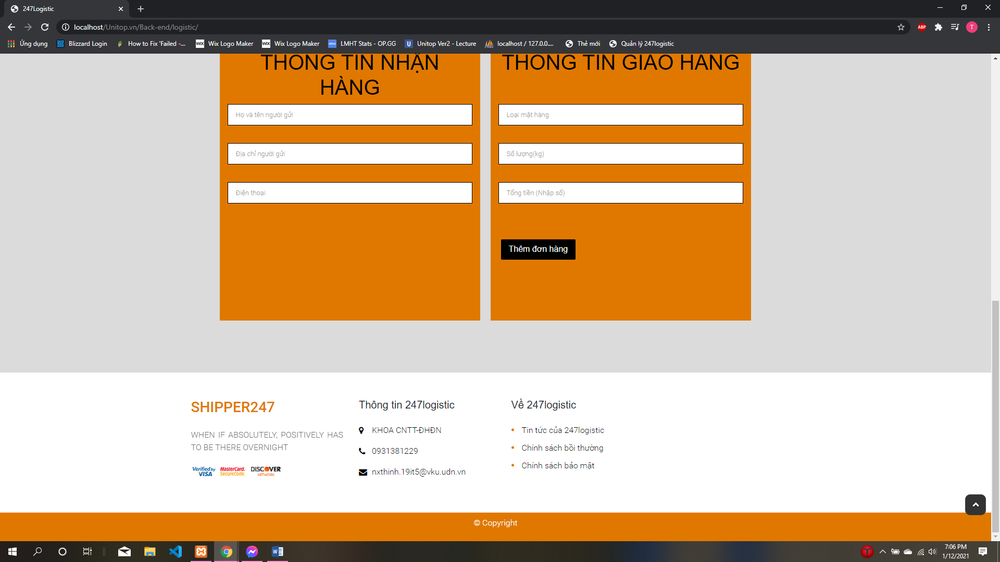 247Logistic
localhost/Unitop.vn/Back-end/logistic/
ABP
T
Ứng dụng
Blizzard Login
How to Fix 'Failed -...
WIX
Wix Logo Maker
WIX
Wix Logo Maker
LMHT Stats - OP.GG
U
Unitop Ver2 - Lecture
localhost / 127.0.0....
Thẻ mới
Quản lý 247logistic
THÔNG TIN NHẬN
HÀNG
Họ và tên người gửi
Địa chỉ người gửi
Điện thoại
THÔNG TIN GIAO HÀNG
Loại mặt hàng
Số lượng(kg)
Tổng tiền (Nhập số)
Thêm đơn hàng
SHIPPER247
WHEN IF ABSOLUTELY, POSITIVELY HAS
TO BE THERE OVERNIGHT
Verified by
VISA
MasterCard.
SecureCode.
DISCOVER
NETWORK
Thông tin 247logistic
KHOA CNTT-ĐHĐN
0931381229
nxthinh.19it5@vku.udn.vn
Về 247logistic
Tin tức của 247logistic
Chính sách bồi thường
Chính sách bảo mật
© Copyright
7:06 PM
1/12/2021